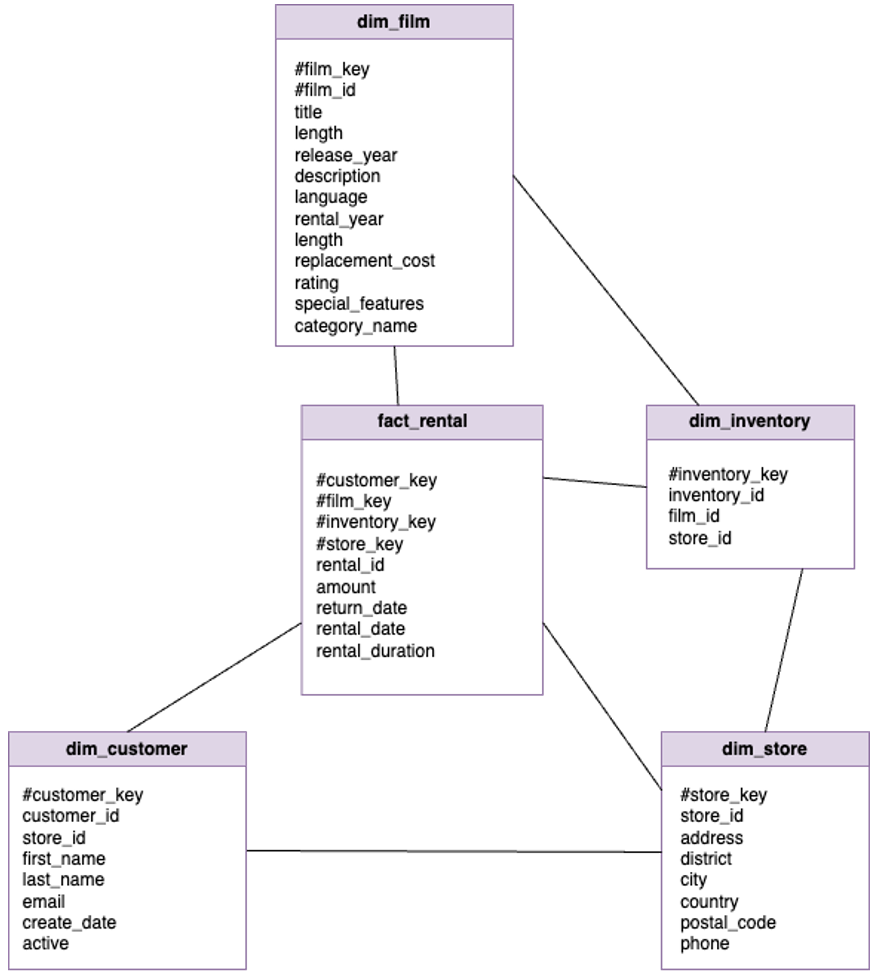 dim_film
#film_key
#film_id
title
length
release_year
description
language
rental_year
length
replacement_cost
rating
special_features
category_name
fact_rental
#customer_key
#film_key
#inventory_key
#store_key
rental_id
amount
return_date
rental_date
rental_duration
dim_inventory
#inventory_key
inventory_id
film_id
store_id
dim_customer
#customer_key
customer_id
store_id
first_name
last_name
email
create_date
active
dim_store
#store_key
store_id
address
district
city
country
postal_code
phone